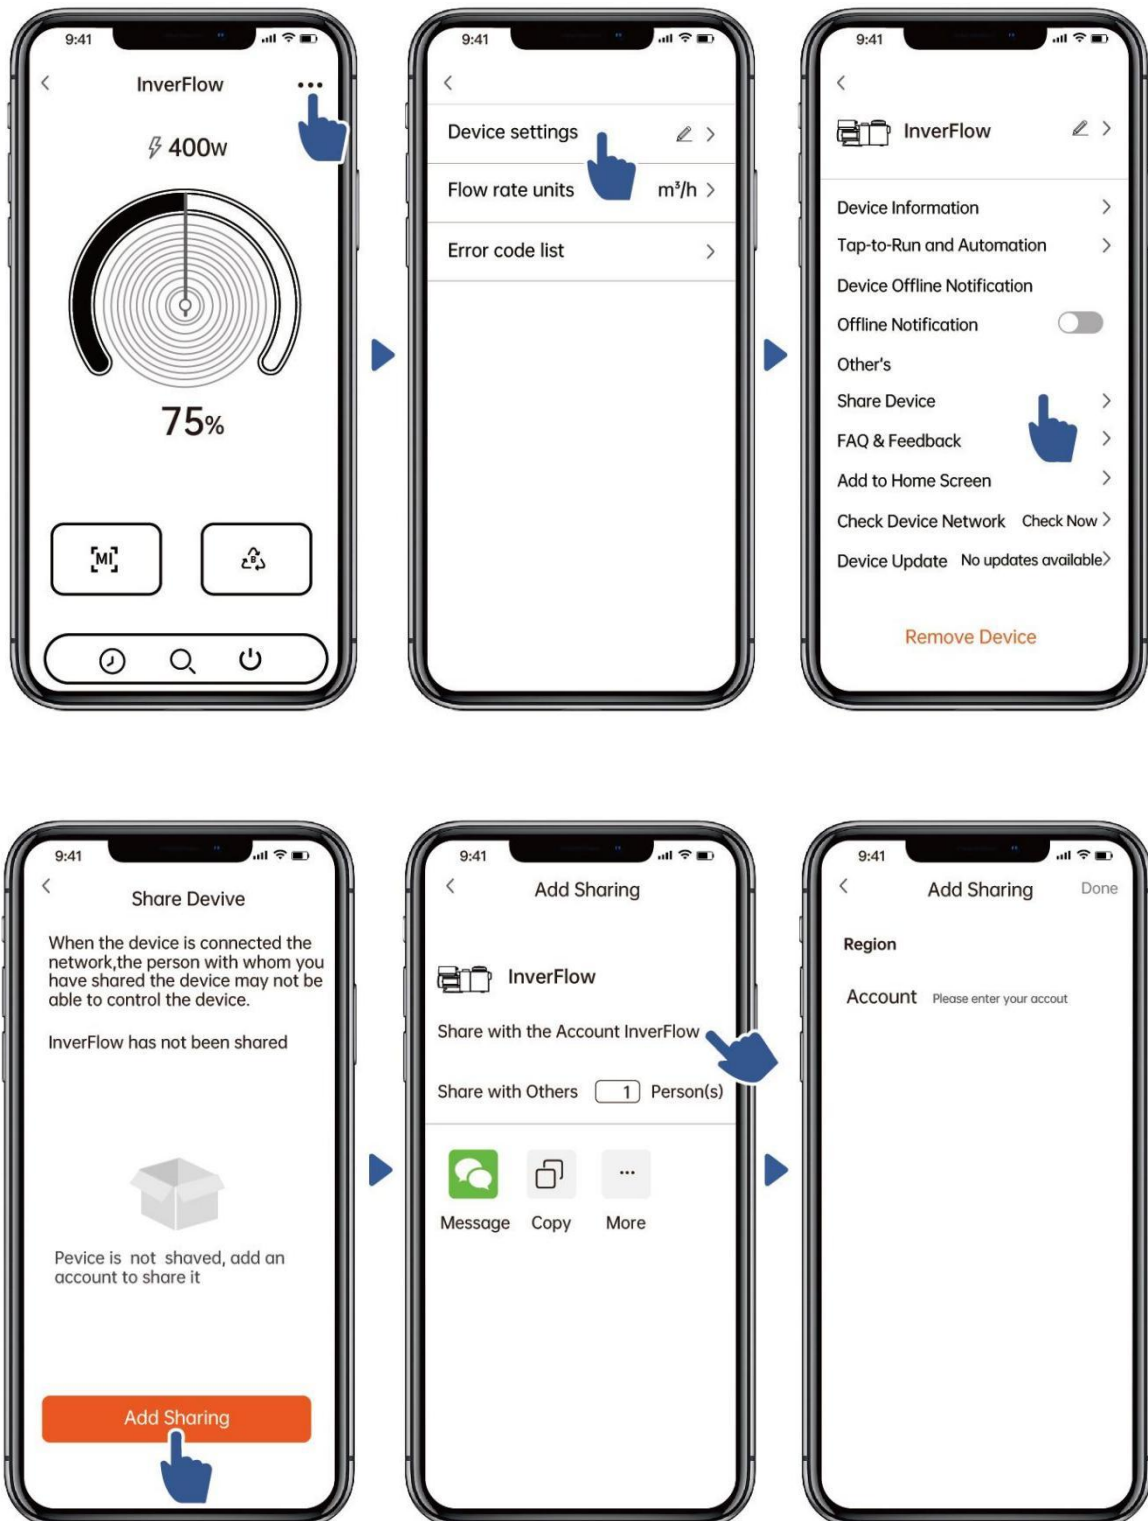 9:41
InverFlow
400w
75%
MI
B
9:41
Device settings
Flow rate units m³/h
Error code list
9:41
InverFlow
Device Information
Tap-to-Run and Automation
Device Offline Notification
Offline Notification
Other's
Share Device
FAQ & Feedback
Add to Home Screen
Check Device Network Check Now
Device Update No updates available
Remove Device
9:41
Share Devive
When the device is connected the
network,the person with whom you
have shared the device may not be
able to control the device.
InverFlow has not been shared
Pevice is not shaved, add an
account to share it
Add Sharing
9:41
Add Sharing
InverFlow
Share with the Account InverFlow
Share with Others 1 Person(s)
Message Copy More
9:41
Add Sharing Done
Region
Account Please enter your accout